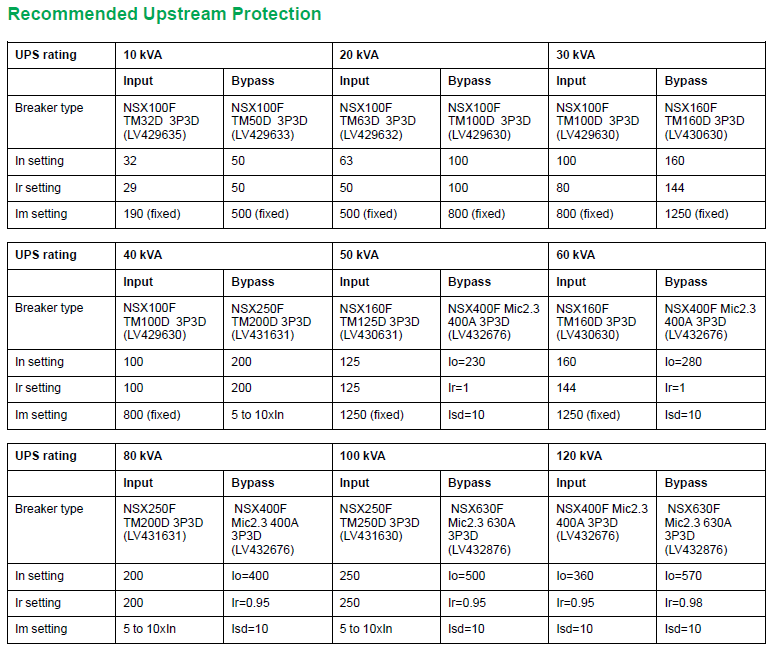 Recommended Upstream Protection
UPS rating 10 kVA 20 kVA 30 kVA
Input Bypass Input Bypass Input Bypass
Breaker type NSX100F NSX100F NSX100F NSX100F NSX100F NSX160F
TM32D 3P3D TM50D 3P3D TM63D 3P3D TM100D 3P3D TM100D 3P3D TM160D 3P3D
(LV429635) (LV429633) (LV429632) (LV429630) (LV429630) (LV430630)
In setting 32 50 63 100 100 160
Ir setting 29 50 50 100 80 144
Im setting 190 (fixed) 500 (fixed) 500 (fixed) 800 (fixed) 800 (fixed) 1250 (fixed)
UPS rating 40 kVA 50 kVA 60 kVA
Input Bypass Input Bypass Input Bypass
Breaker type NSX100F NSX250F NSX160F NSX400F Mic2.3 NSX160F NSX400F Mic2.3
TM100D 3P3D TM200D 3P3D TM125D 3P3D 400A 3P3D TM160D 3P3D 400A 3P3D
(LV429630) (LV431631) (LV430631) (LV432676) (LV430630) (LV432676)
In setting 100 200 125 Io=230 160 Io=280
Ir setting 100 200 125 Ir=1 144 Ir=1
Im setting 800 (fixed) 5 to 10xIn 1250 (fixed) Isd=10 1250 (fixed) Isd=10
UPS rating 80 kVA 100 kVA 120 kVA
Input Bypass Input Bypass Input Bypass
Breaker type NSX250F NSX400F NSX250F NSX630F NSX400F Mic2.3 NSX630F
TM200D 3P3D Mic2.3 400A TM250D 3P3D Mic2.3 630A 400A 3P3D Mic2.3 630A
(LV431631) 3P3D (LV431630) 3P3D (LV432676) 3P3D
(LV432676) (LV432876) (LV432876)
In setting 200 Io=400 250 Io=500 Io=360 Io=570
Ir setting 200 Ir=0.95 250 Ir=0.95 Ir=0.95 Ir=0.98
Im setting 5 to 10xIn Isd=10 5 to 10xIn Isd=10 Isd=10 Isd=10